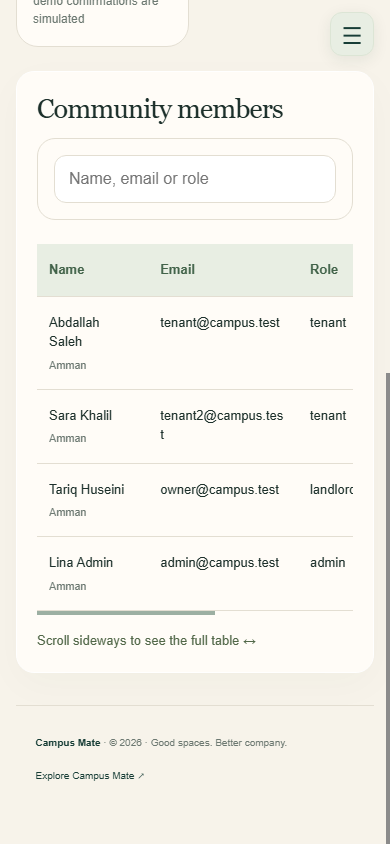 demo confirmations are
simulated
Community members
Name, email or role
Name Email Role
Abdallah Saleh tenant@campus.test tenant
Amman
Sara Khalil tenant2@campus.test tenant
Amman
Tariq Huseini owner@campus.test landlord
Amman
Lina Admin admin@campus.test admin
Amman
Scroll sideways to see the full table ↔
Campus Mate · © 2026 · Good spaces. Better company.
Explore Campus Mate ↗